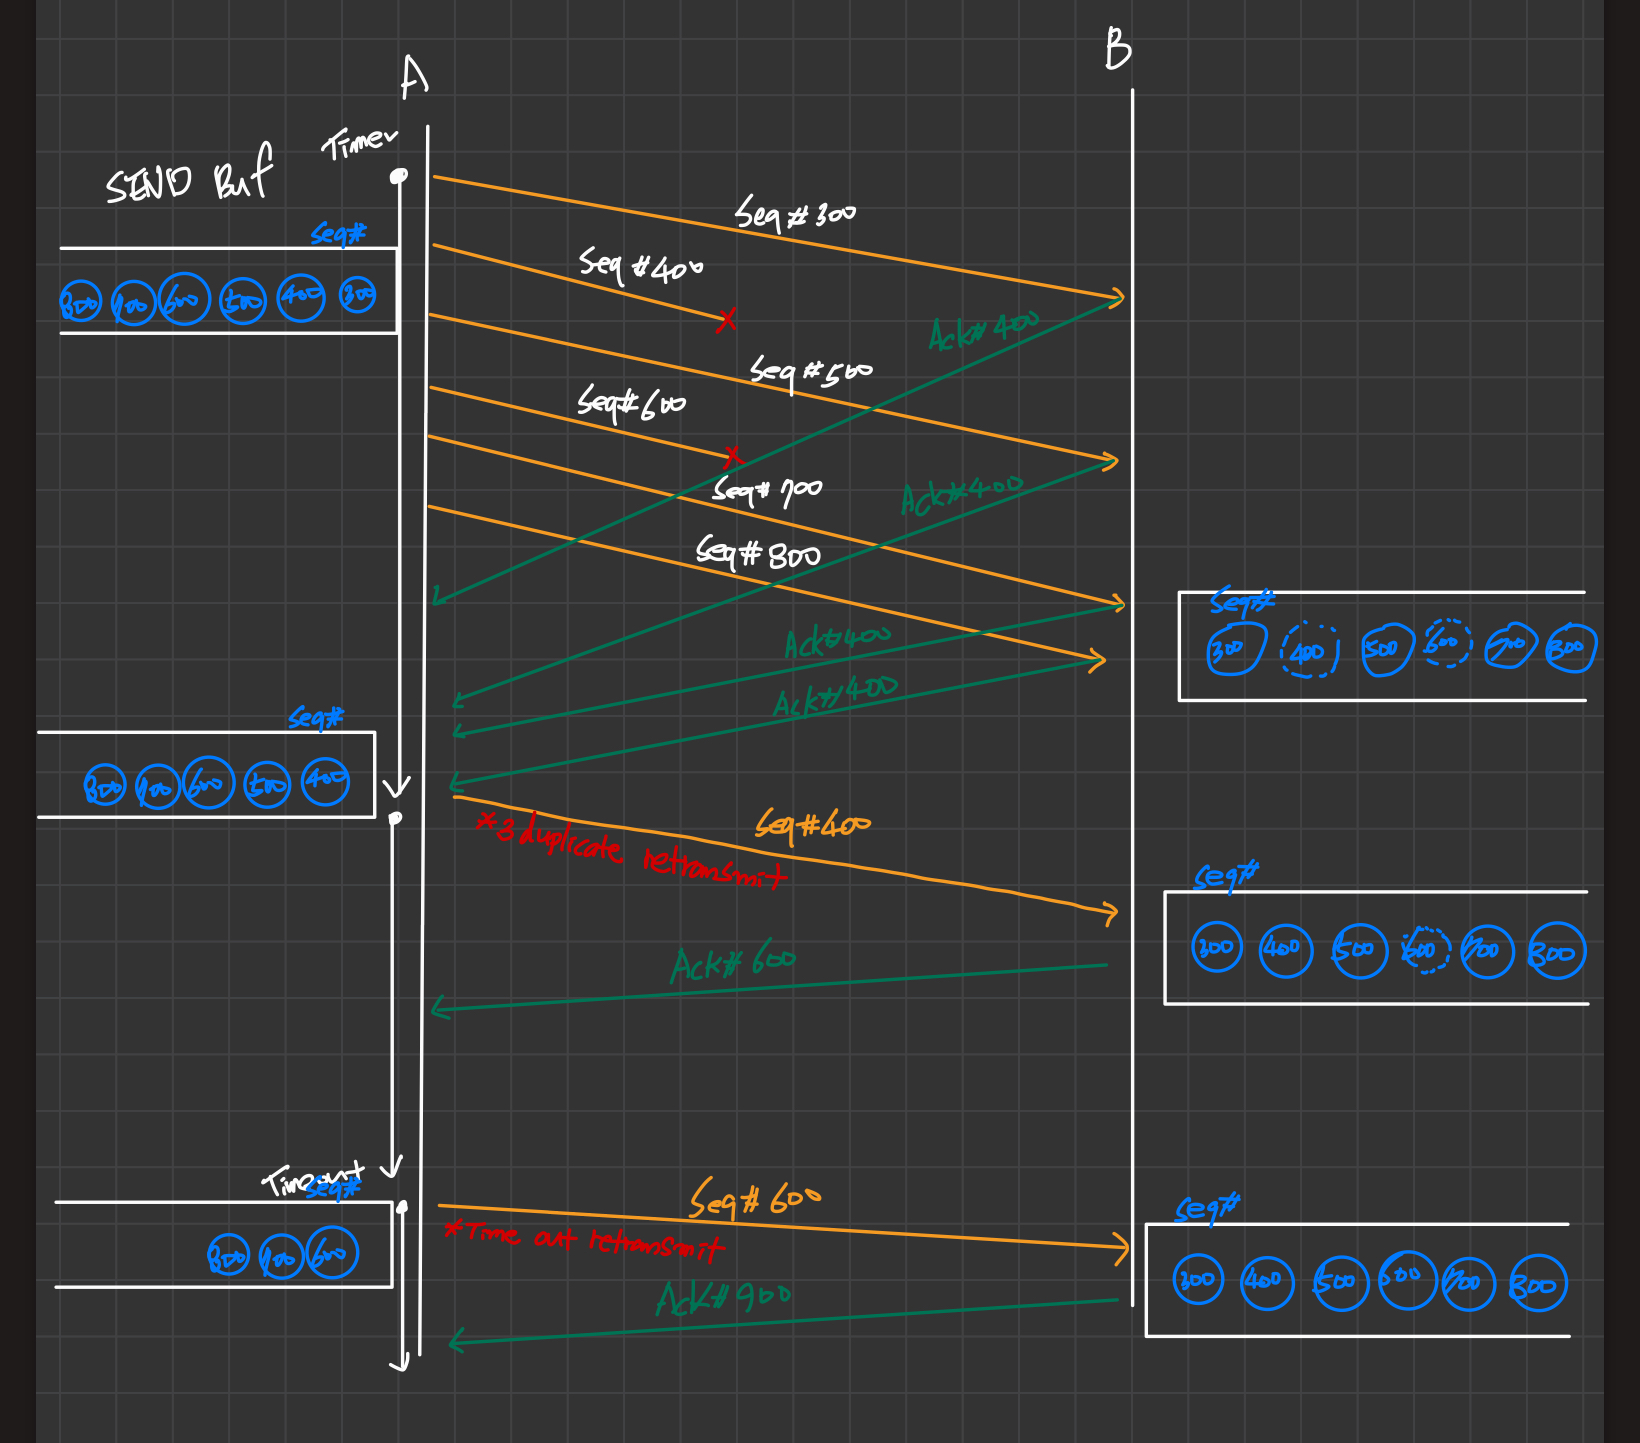 A
B
Timer
SEND Buf
Seq#
800 700 600 500 400 300
Seq #300
Seq #400
Ack#400
Seq #500
Seq#600
Ack#400
Seq# 700
Seq# 800
Seq#
300 400 500 600 700 800
Ack#400
Ack#400
Seq#
800 700 600 500 400
Seq#400
*3 duplicate retransmit
Seq#
300 400 500 600 700 800
Ack# 600
Timeout
Seq#
800 700 600
Seq# 600
*Time out retransmit
Seq#
300 400 500 600 700 800
Ack#900